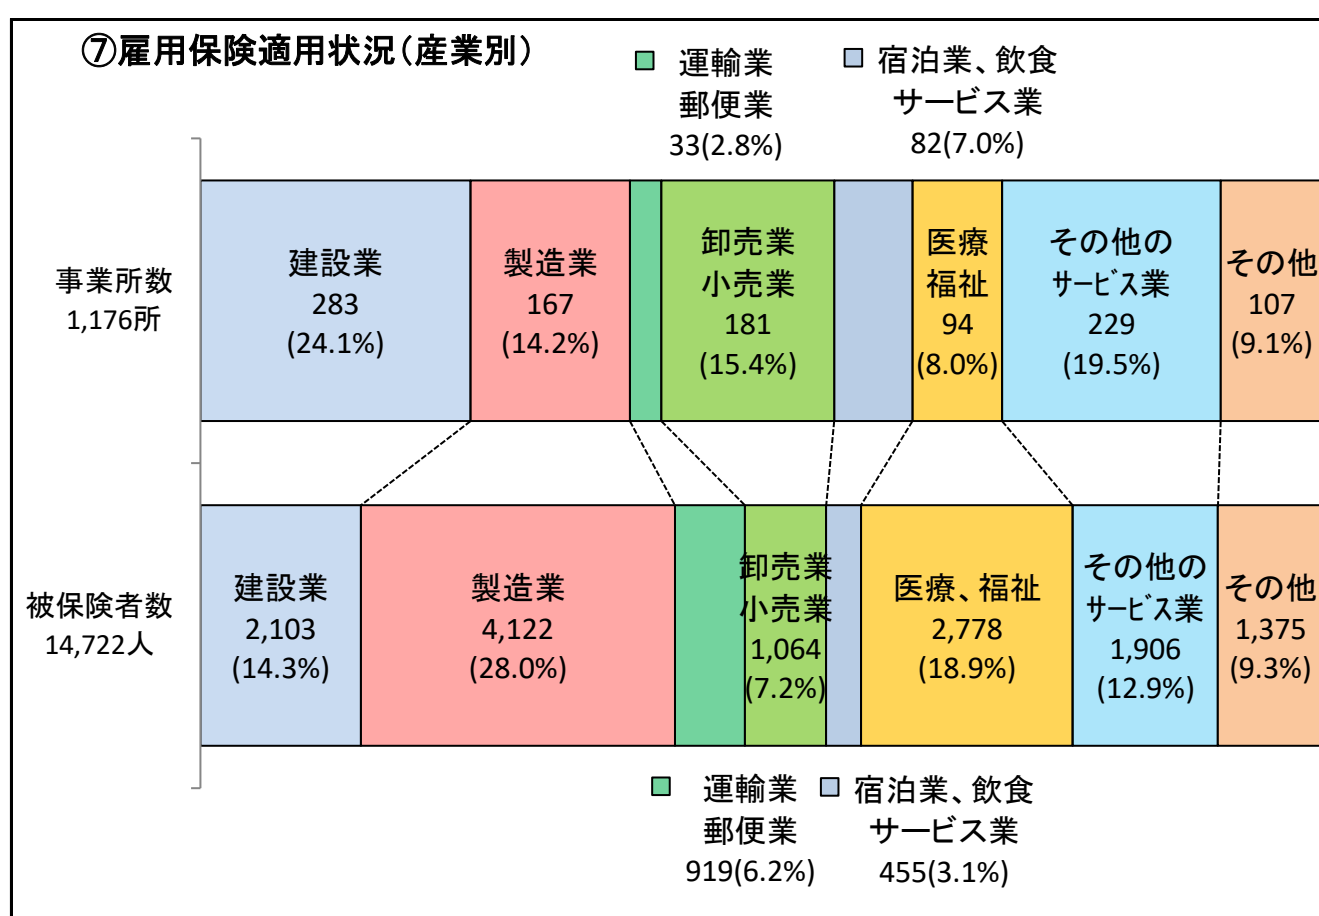 ⑦雇用保険適用状況（産業別）
運輸業
郵便業
33(2.8%)
宿泊業、飲食
サービス業
82(7.0%)
事業所数
1,176所
建設業
283
(24.1%)
製造業
167
(14.2%)
卸売業
小売業
181
(15.4%)
医療
福祉
94
(8.0%)
その他の
ｻｰﾋﾞｽ業
229
(19.5%)
その他
107
(9.1%)
被保険者数
14,722人
建設業
2,103
(14.3%)
製造業
4,122
(28.0%)
卸売業
小売業
1,064
(7.2%)
医療、福祉
2,778
(18.9%)
その他の
ｻｰﾋﾞｽ業
1,906
(12.9%)
その他
1,375
(9.3%)
運輸業
郵便業
919(6.2%)
宿泊業、飲食
サービス業
455(3.1%)